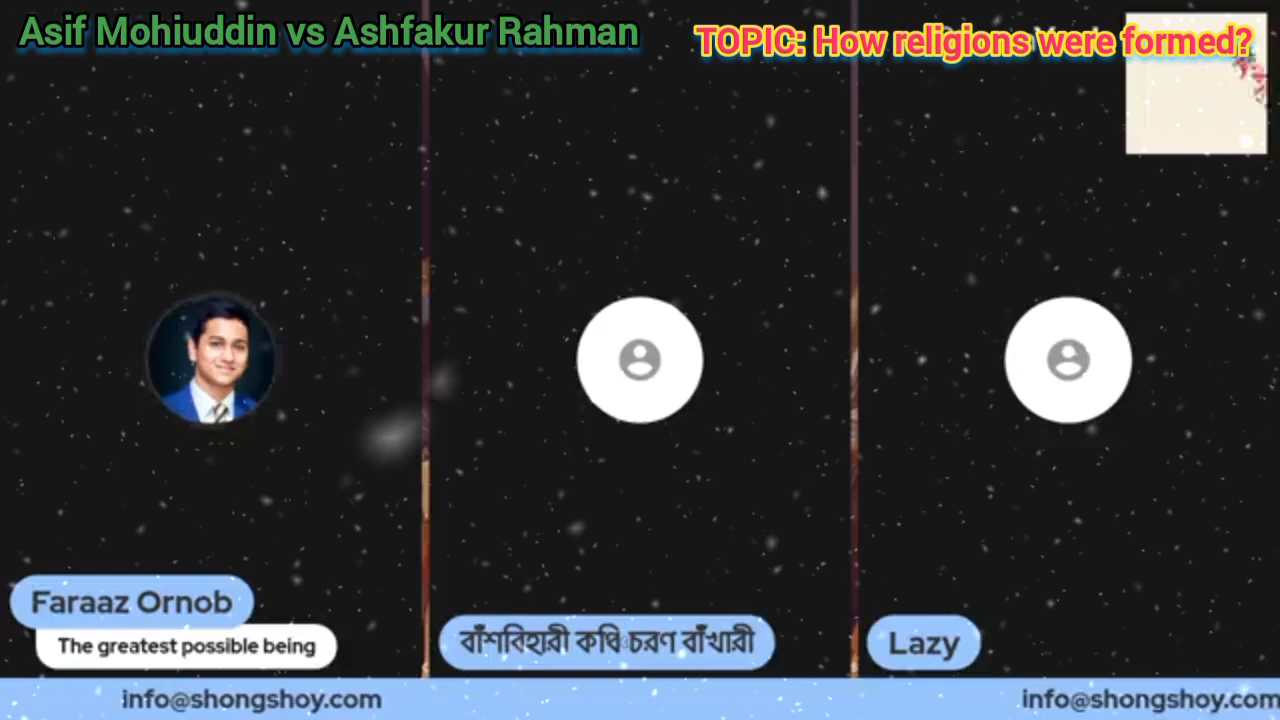 Asif Mohiuddin vs Ashfakur Rahman
TOPIC: How religions were formed?
Faraaz Ornob
The greatest possible being
বাঁশবিহারী কপ্বি চরণ বাঁখারী
Lazy
info@shongshoy.com
info@shongshoy.com